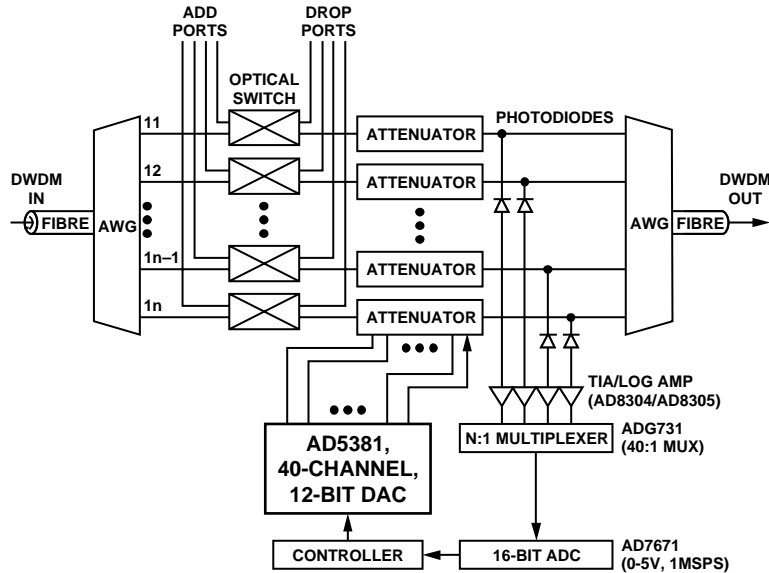 ADD
PORTS
DROP
PORTS
OPTICAL
SWITCH
PHOTODIODES
11
ATTENUATOR
12
ATTENUATOR
DWDM
IN
FIBRE
AWG
DWDM
OUT
AWG
FIBRE
1n–1
ATTENUATOR
1n
ATTENUATOR
TIA/LOG AMP
(AD8304/AD8305)
AD5381,
40-CHANNEL,
12-BIT DAC
N:1 MULTIPLEXER
ADG731
(40:1 MUX)
CONTROLLER
16-BIT ADC
AD7671
(0-5V, 1MSPS)